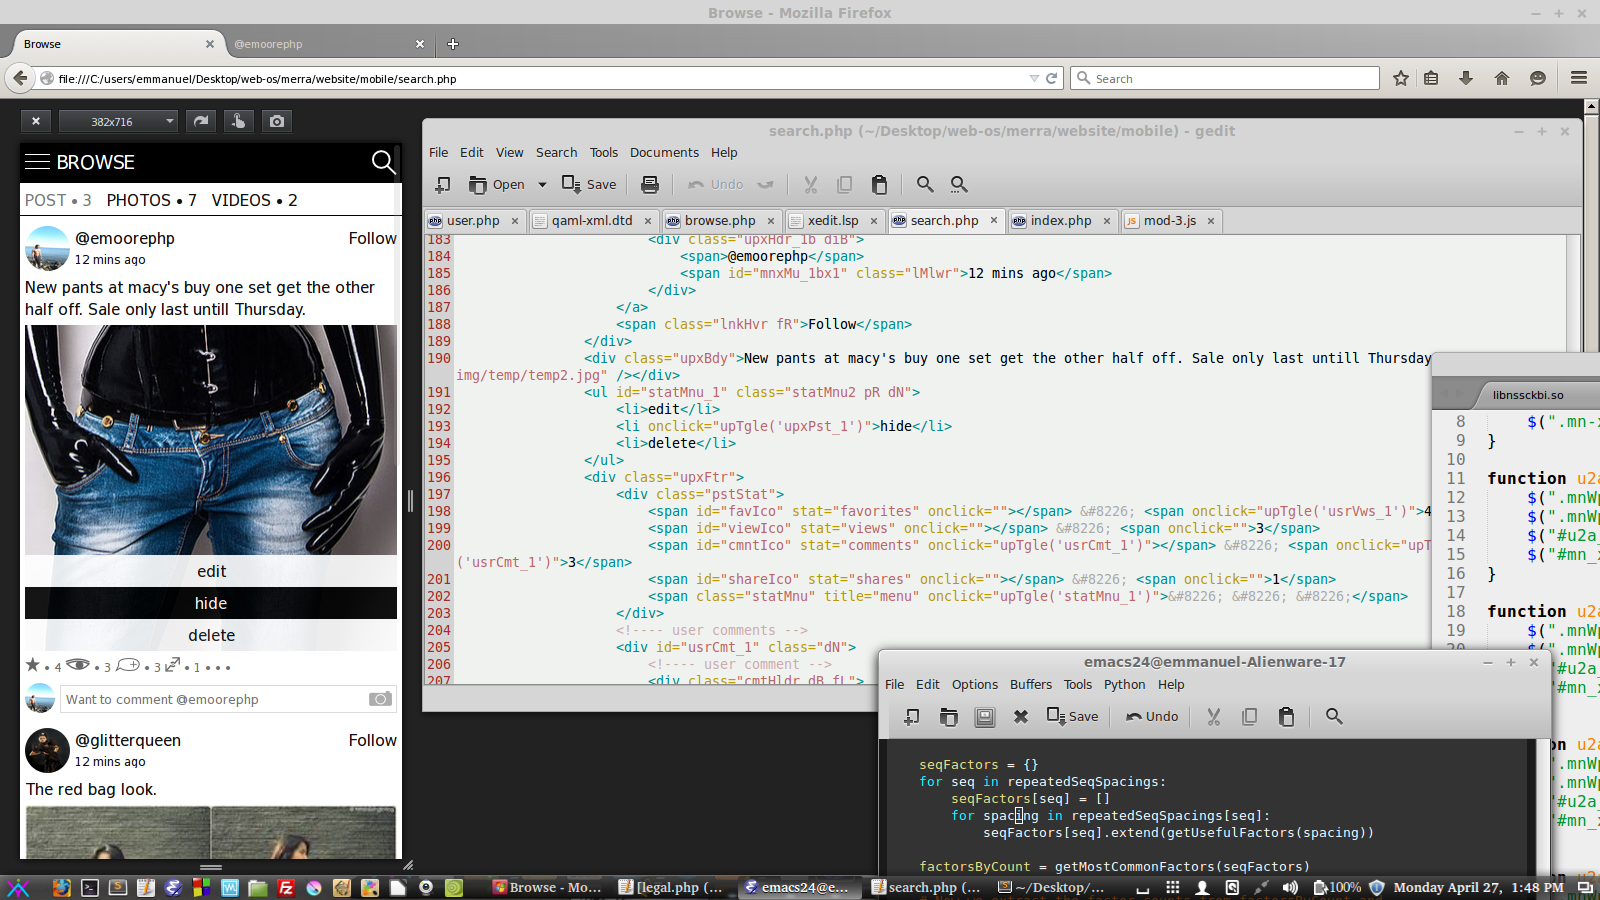 Browse - Mozilla Firefox
Browse
@emoorephp
file:///C:/users/emmanuel/Desktop/web-os/merra/website/mobile/search.php
Search
382x716
BROWSE
POST • 3 PHOTOS • 7 VIDEOS • 2
@emoorephp Follow
12 mins ago
New pants at macy's buy one set get the other
half off. Sale only last untill Thursday.
edit
hide
delete
• 4 • 3 • 3 • 1 • • •
Want to comment @emoorephp
@glitterqueen Follow
12 mins ago
The red bag look.
search.php (~/Desktop/web-os/merra/website/mobile) - gedit
File Edit View Search Tools Documents Help
Open Save Undo
user.php qaml-xml.dtd browse.php xedit.lsp search.php index.php mod-3.js
183 <div class="upxHdr_1b diB">
184 <span>@emoorephp</span>
185 <span id="mnxMu_1bx1" class="lMlwr">12 mins ago</span>
186 </div>
187 </a>
188 <span class="lnkHvr fR">Follow</span>
189 </div>
190 <div class="upxBdy">New pants at macy's buy one set get the other half off. Sale only last untill Thursday
img/temp/temp2.jpg" /></div>
191 <ul id="statMnu_1" class="statMnu2 pR dN">
192 <li>edit</li>
193 <li onclick="upTgle('upxPst_1')">hide</li>
194 <li>delete</li>
195 </ul>
196 <div class="upxFtr">
197 <div class="pstStat">
198 <span id="favIco" stat="favorites" onclick=""></span> &#8226; <span onclick="upTgle('usrVws_1')">4
199 <span id="viewIco" stat="views" onclick=""></span> &#8226; <span onclick="">3</span>
200 <span id="cmntIco" stat="comments" onclick="upTgle('usrCmt_1')"></span> &#8226; <span onclick="upT
('usrCmt_1')">3</span>
201 <span id="shareIco" stat="shares" onclick=""></span> &#8226; <span onclick="">1</span>
202 <span class="statMnu" title="menu" onclick="upTgle('statMnu_1')">&#8226; &#8226; &#8226;</span>
203 </div>
204 <!---- user comments -->
205 <div id="usrCmt_1" class="dN">
206 <!---- user comment -->
207 <div class="cmtHldr dB fL">
libnssckbi.so
8 $(".mn-x
9 }
10
11 function u2a
12 $(".mnWp
13 $(".mnWp
14 $("#u2a_
15 $("#mn_x
16 }
17
18 function u2a
19 $(".mnWp
emacs24@emmanuel-Alienware-17
File Edit Options Buffers Tools Python Help
Save Undo
seqFactors = {}
for seq in repeatedSeqSpacings:
seqFactors[seq] = []
for spacing in repeatedSeqSpacings[seq]:
seqFactors[seq].extend(getUsefulFactors(spacing))
factorsByCount = getMostCommonFactors(seqFactors)
Browse - Mo... [legal.php (... emacs24@e... search.php (... ~/Desktop/... 100% Monday April 27, 1:48 PM